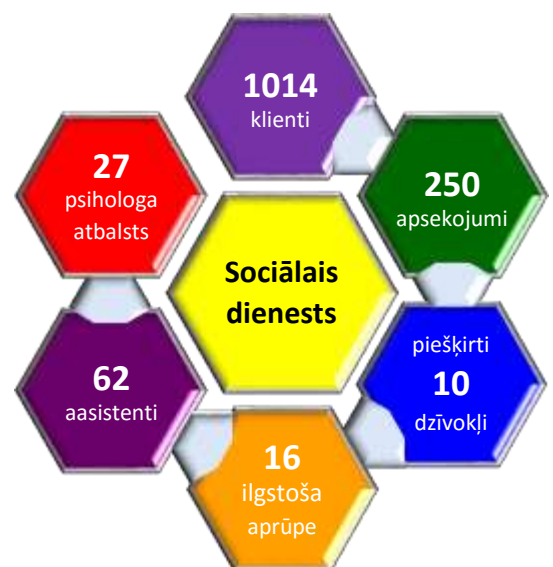 1014
klienti
250
apsekojumi
piešķirti
10
dzīvokļi
16
ilgstoša
aprūpe
62
aasistenti
27
psihologa
atbalsts
Sociālais
dienests